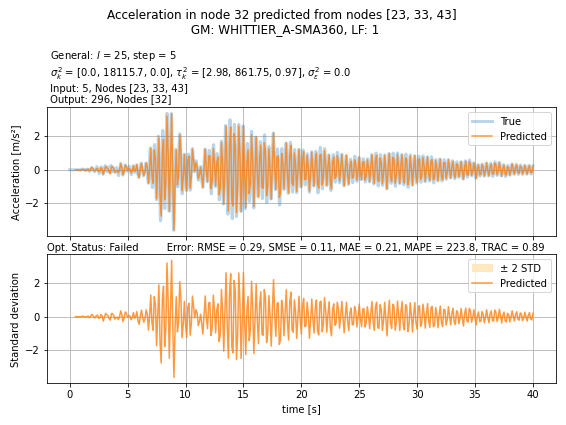 Acceleration in node 32 predicted from nodes [23, 33, 43]
GM: WHITTIER_A-SMA360, LF: 1
General: l = 25, step = 5
σ²ₖ = [0.0, 18115.7, 0.0], τ²ₖ = [2.98, 861.75, 0.97], σ²ε = 0.0
Input: 5, Nodes [23, 33, 43]
Output: 296, Nodes [32]
True
Predicted
Acceleration [m/s²]
2
0
−2
Opt. Status: Failed Error: RMSE = 0.29, SMSE = 0.11, MAE = 0.21, MAPE = 223.8, TRAC = 0.89
± 2 STD
Predicted
Standard deviation
2
0
−2
0 5 10 15 20 25 30 35 40
time [s]